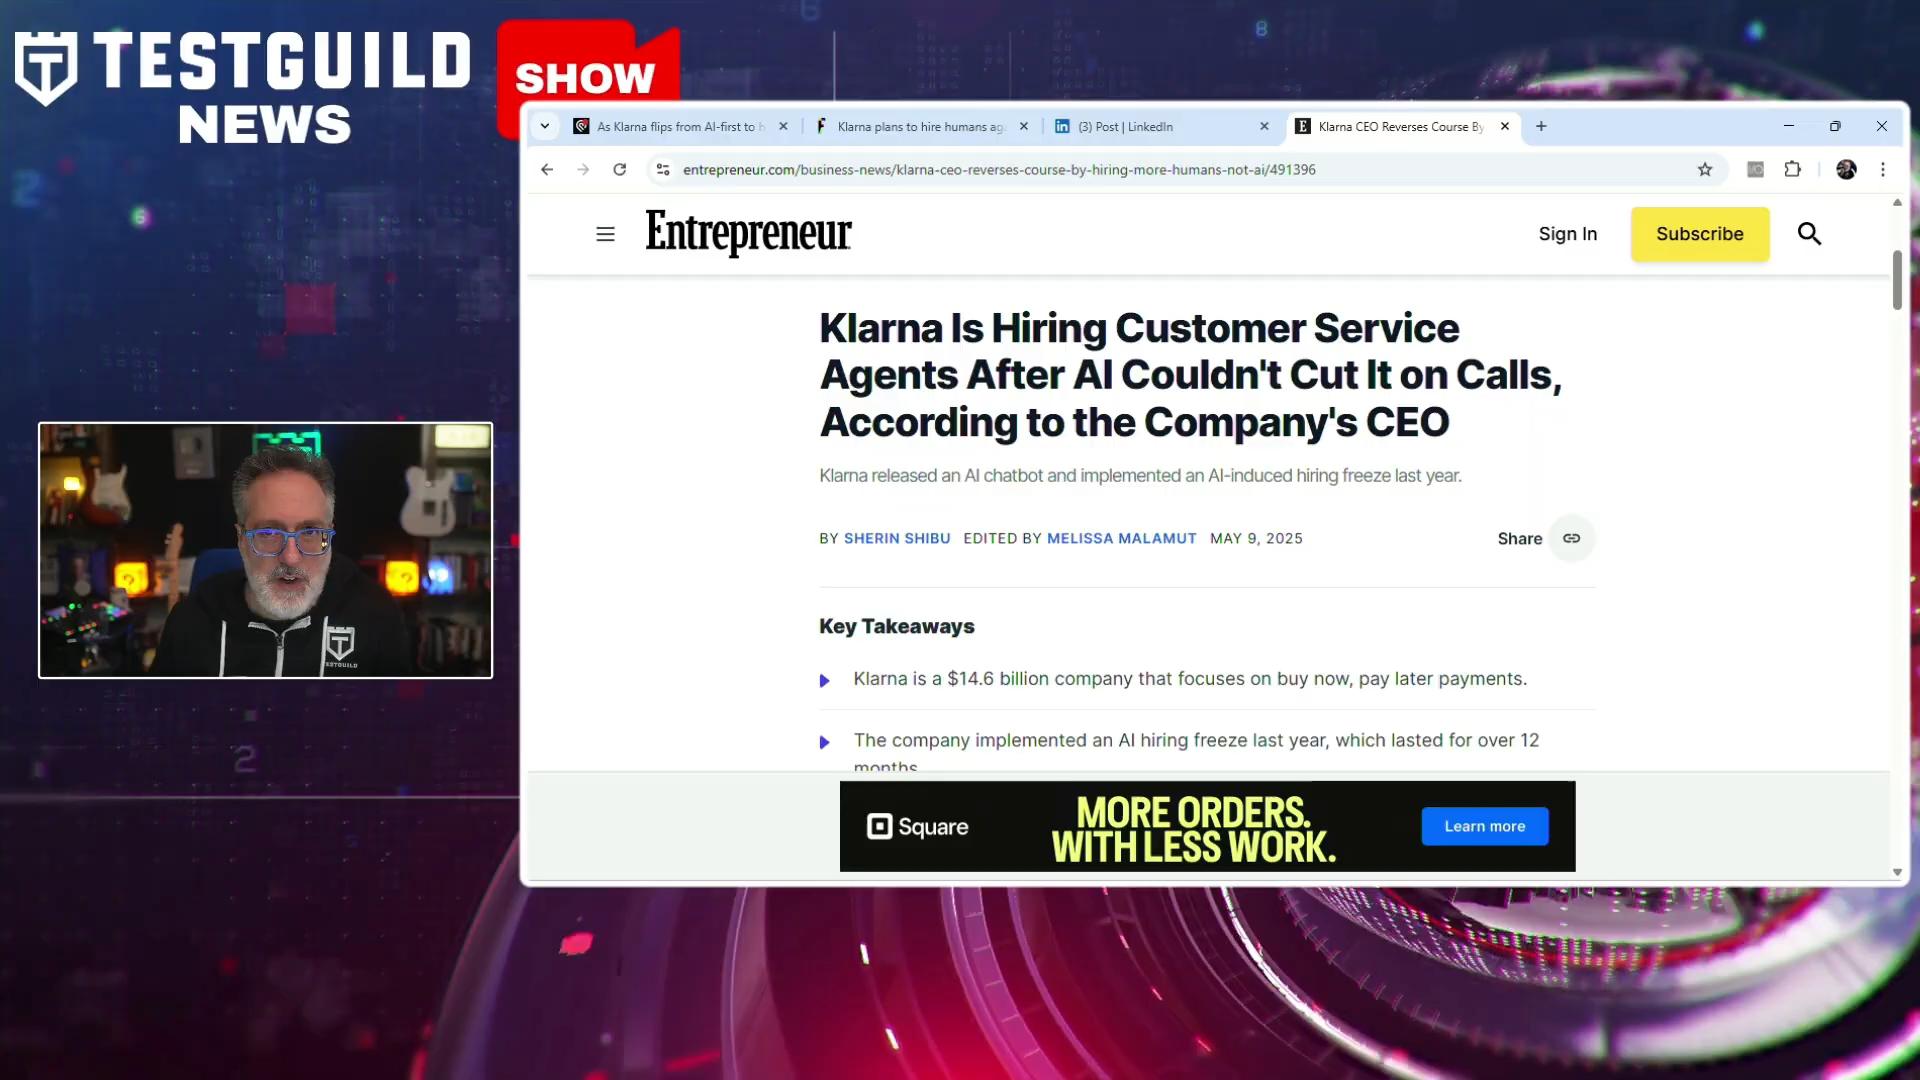 TESTGUILD
NEWS
SHOW
As Klarna flips from AI-first to h
Klarna plans to hire humans ag
(3) Post | LinkedIn
Klarna CEO Reverses Course By
entrepreneur.com/business-news/klarna-ceo-reverses-course-by-hiring-more-humans-not-ai/491396
Entrepreneur
Sign In
Subscribe
Klarna Is Hiring Customer Service
Agents After AI Couldn't Cut It on Calls,
According to the Company's CEO
Klarna released an AI chatbot and implemented an AI-induced hiring freeze last year.
BY SHERIN SHIBU EDITED BY MELISSA MALAMUT MAY 9, 2025
Share
Key Takeaways
Klarna is a $14.6 billion company that focuses on buy now, pay later payments.
The company implemented an AI hiring freeze last year, which lasted for over 12
months
Square
MORE ORDERS.
WITH LESS WORK.
Learn more
TESTGUILD